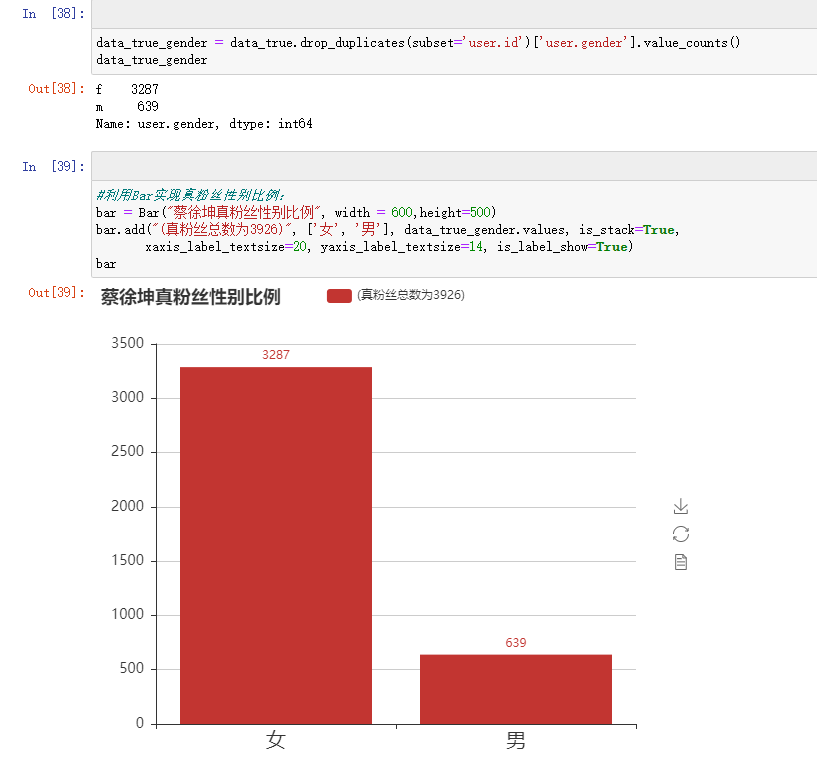 In [38]:
data_true_gender = data_true.drop_duplicates(subset='user.id')['user.gender'].value_counts()
data_true_gender
Out[38]: f    3287
m     639
Name: user.gender, dtype: int64
In [39]:
#利用Bar实现真粉丝性别比例:
bar = Bar("蔡徐坤真粉丝性别比例", width = 600,height=500)
bar.add("(真粉丝总数为3926)", ['女', '男'], data_true_gender.values, is_stack=True,
xaxis_label_textsize=20, yaxis_label_textsize=14, is_label_show=True)
bar
Out[39]: 蔡徐坤真粉丝性别比例 (真粉丝总数为3926)
3500
3287
3000
2500
2000
1500
1000
639
500
0
女 男